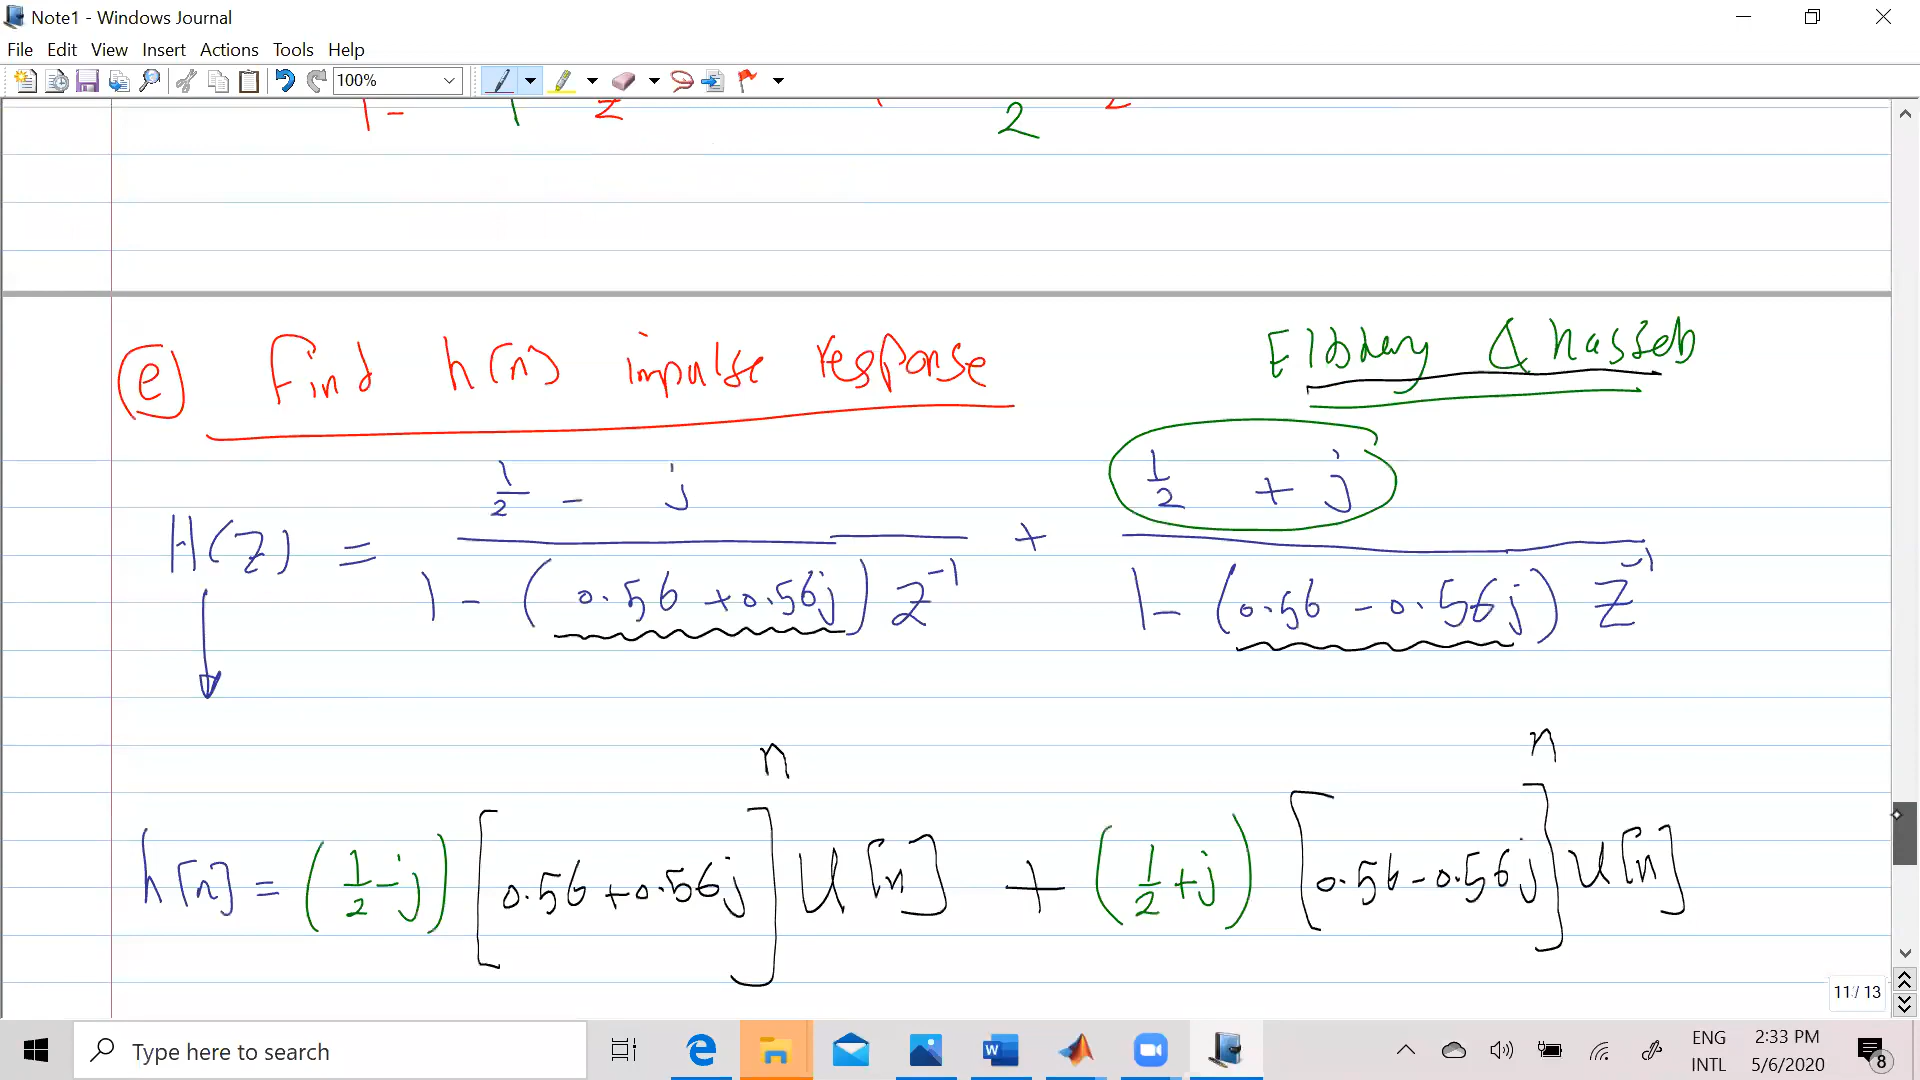 Note1 - Windows Journal
File Edit View Insert Actions Tools Help
100%
1 - 1 z 2
(e) Find h[n] impulse response
H(z) = 1/2 - j / 1 - (0.56 + 0.56j) z^-1 + 1/2 + j / 1 - (0.56 - 0.56j) z^-1
h[n] = (1/2 - j) [0.56 + 0.56j]^n U[n] + (1/2 + j) [0.56 - 0.56j]^n U[n]
11 / 13
Type here to search
ENG
INTL
2:33 PM
5/6/2020
8